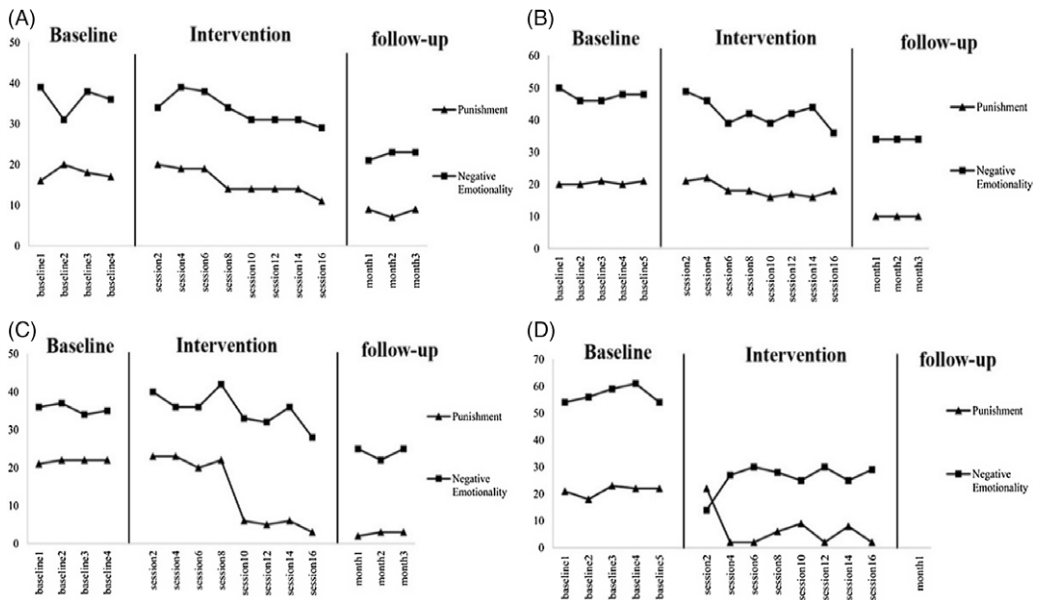 (A)
Baseline
Intervention
follow-up
50
40
30
20
10
0
Punishment
Negative
Emotionality
baseline1
baseline2
baseline3
baseline4
session2
session4
session6
session8
session10
session12
session14
session16
month1
month2
month3
(B)
Baseline
Intervention
follow-up
60
50
40
30
20
10
0
Punishment
Negative
Emotionality
baseline1
baseline2
baseline3
baseline4
baseline5
session2
session4
session6
session8
session10
session12
session14
session16
month1
month2
month3
(C)
Baseline
Intervention
follow-up
50
40
30
20
10
0
Punishment
Negative
Emotionality
baseline1
baseline2
baseline3
baseline4
session2
session4
session6
session8
session10
session12
session14
session16
month1
month2
month3
(D)
Baseline
Intervention
follow-up
70
60
50
40
30
20
10
0
Punishment
Negative
Emotionality
baseline1
baseline2
baseline3
baseline4
baseline5
session2
session4
session6
session8
session10
session12
session14
session16
month1